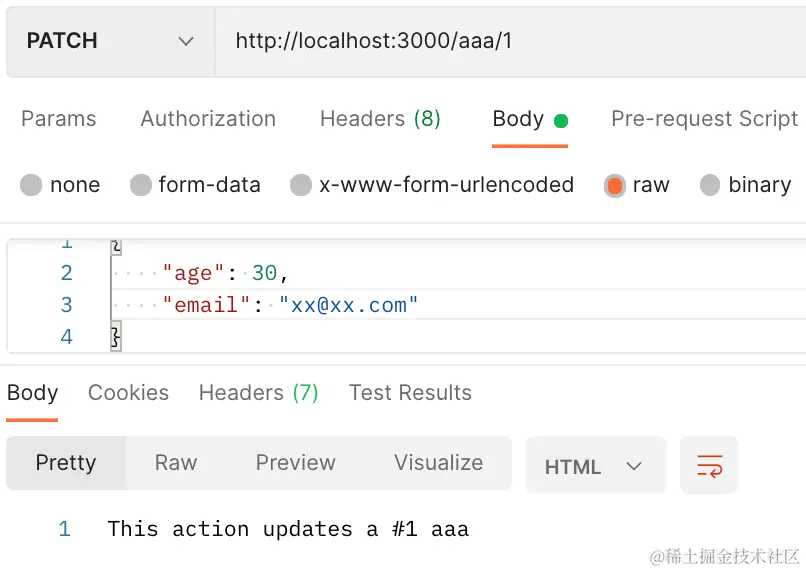 PATCH http://localhost:3000/aaa/1
Params Authorization Headers (8) Body Pre-request Script
none form-data x-www-form-urlencoded raw binary
1 {
2 "age": 30,
3 "email": "xx@xx.com"
4 }
Body Cookies Headers (7) Test Results
Pretty Raw Preview Visualize HTML
1 This action updates a #1 aaa
@稀土掘金技术社区